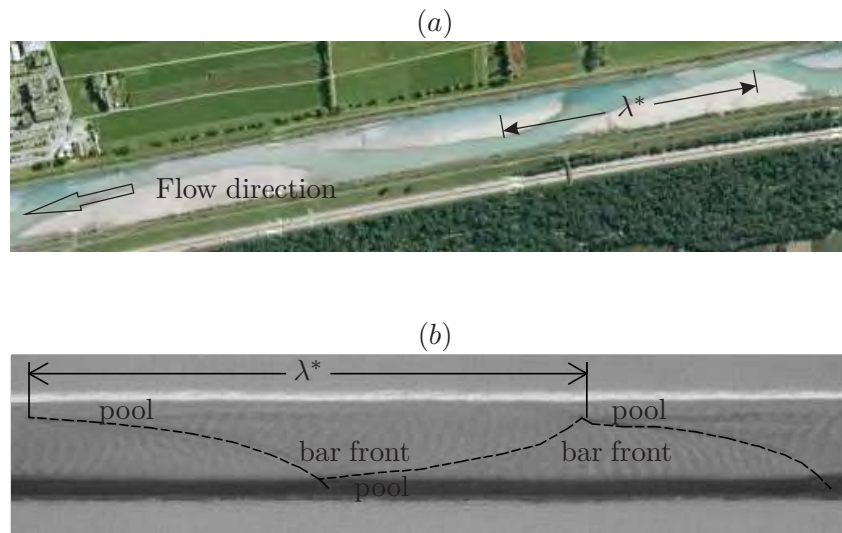 (a)
λ*
Flow direction
(b)
λ*
pool
pool
bar front
bar front
pool